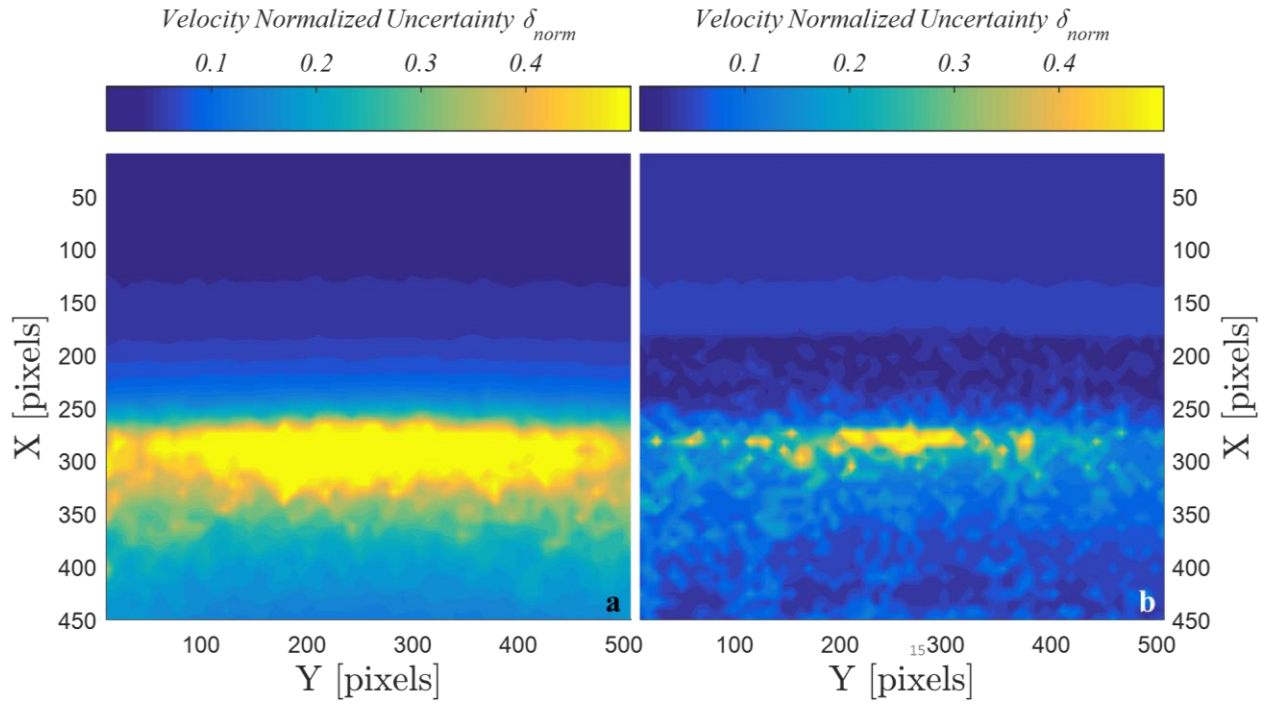 Velocity Normalized Uncertainty δnorm Velocity Normalized Uncertainty δnorm
0.1 0.2 0.3 0.4 0.1 0.2 0.3 0.4
50 50
100 100
150 150
200 200
250 250
300 300
350 350
400 400
450 450
X [pixels] X [pixels]
a b
100 200 300 400 500 100 200 15 300 400 500
Y [pixels] Y [pixels]